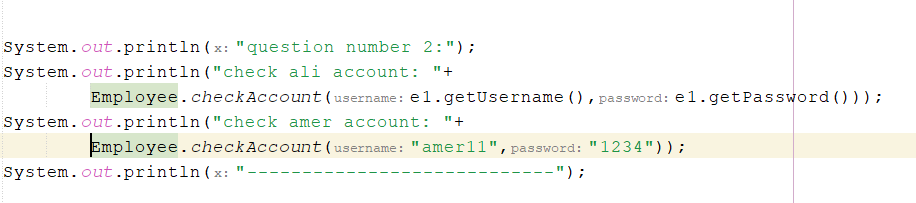 System.out.println(x: "question number 2:");
System.out.println("check ali account: "+
Employee.checkAccount(username: e1.getUsername(),password: e1.getPassword()));
System.out.println("check amer account: "+
Employee.checkAccount(username: "amer11",password: "1234"));
System.out.println(x: "----------------------------");